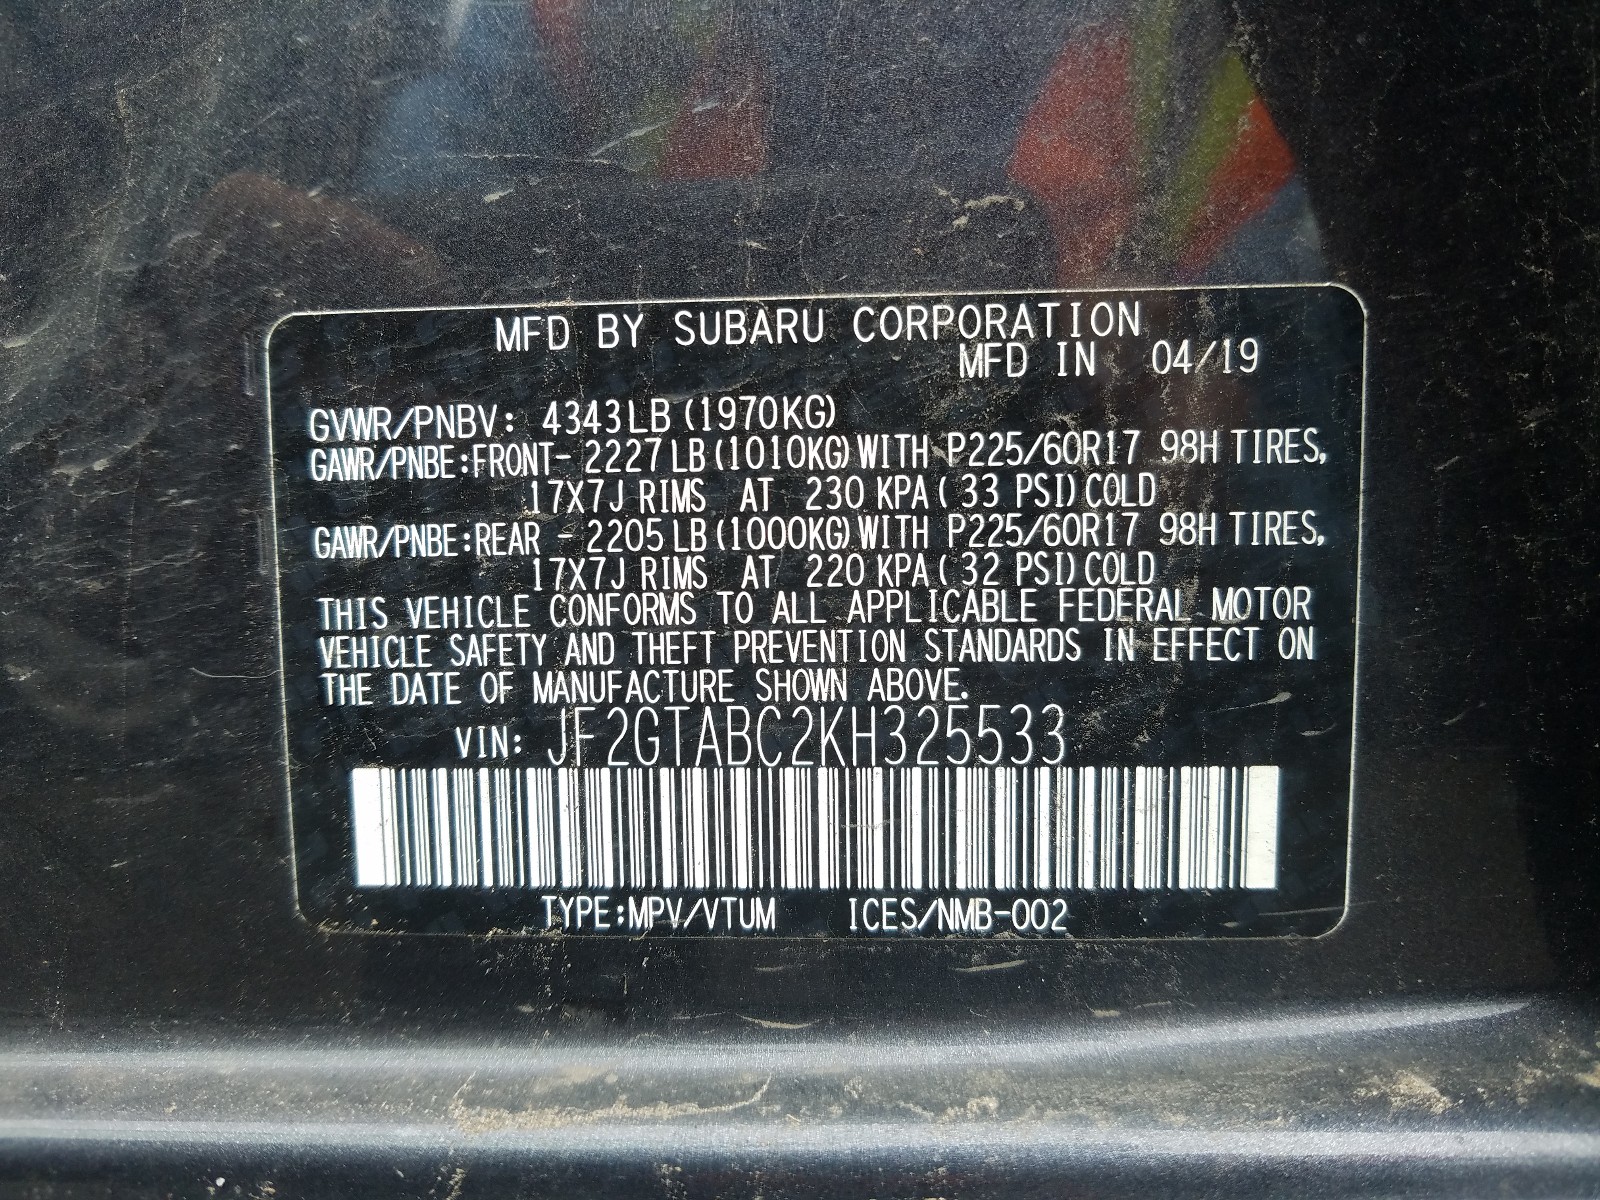 MFD BY SUBARU CORPORATION
MFD IN 04/19
GVWR/PNBV: 4343LB (1970KG)
GAWR/PNBE:FRONT- 2227LB (1010KG) WITH P225/60R17 98H TIRES,
17X7J RIMS AT 230 KPA ( 33 PSI) COLD
GAWR/PNBE:REAR - 2205LB (1000KG) WITH P225/60R17 98H TIRES,
17X7J RIMS AT 220 KPA ( 32 PSI) COLD
THIS VEHICLE CONFORMS TO ALL APPLICABLE FEDERAL MOTOR
VEHICLE SAFETY AND THEFT PREVENTION STANDARDS IN EFFECT ON
THE DATE OF MANUFACTURE SHOWN ABOVE.
VIN: JF2GTABC2KH325533
TYPE:MPV/VTUM ICES/NMB-002